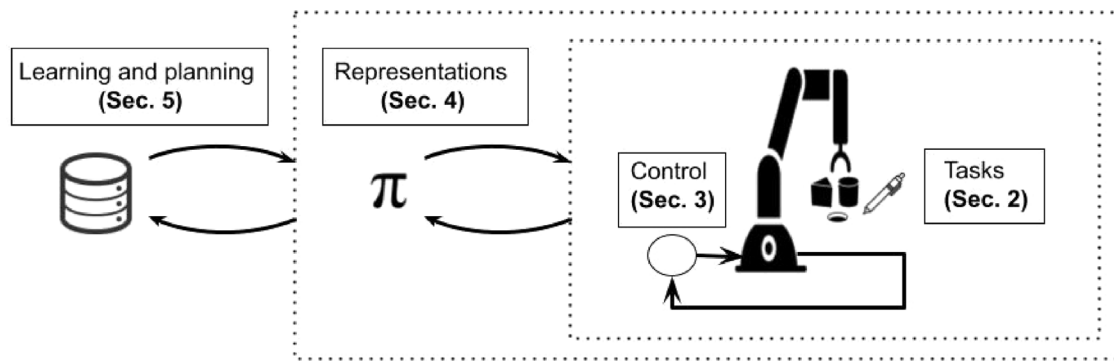 Learning and planning
(Sec. 5)
Representations
(Sec. 4)
π
Control
(Sec. 3)
Tasks
(Sec. 2)